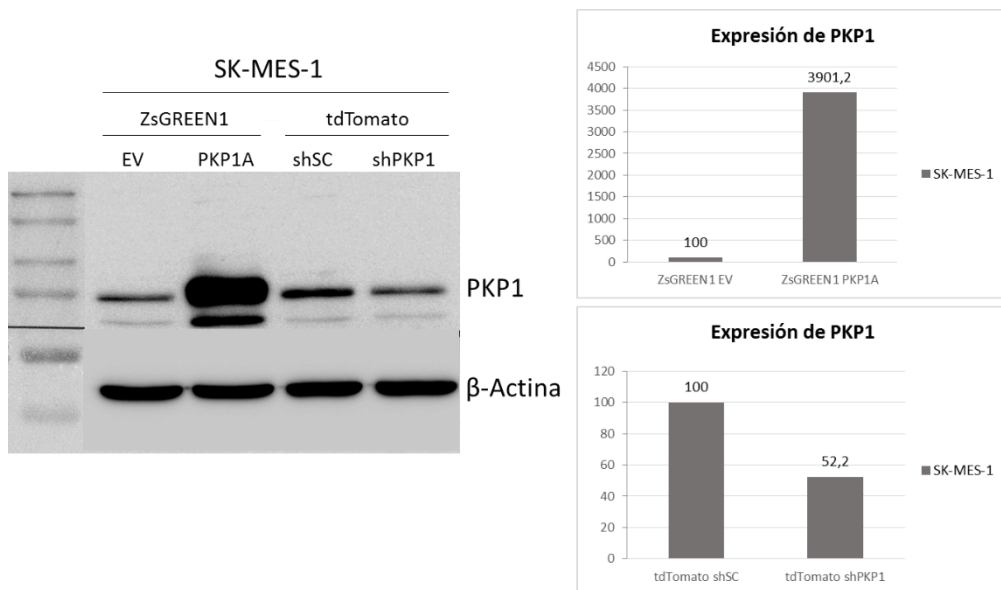 SK-MES-1
ZsGREEN1 tdTomato
EV PKP1A shSC shPKP1
PKP1
β-Actina
Expresión de PKP1
4500
4000
3901,2
3500
3000
2500
2000
1500
1000
500
100
0
ZsGREEN1 EV ZsGREEN1 PKP1A
SK-MES-1
Expresión de PKP1
120
100
100
80
60
52,2
40
20
0
tdTomato shSC tdTomato shPKP1
SK-MES-1